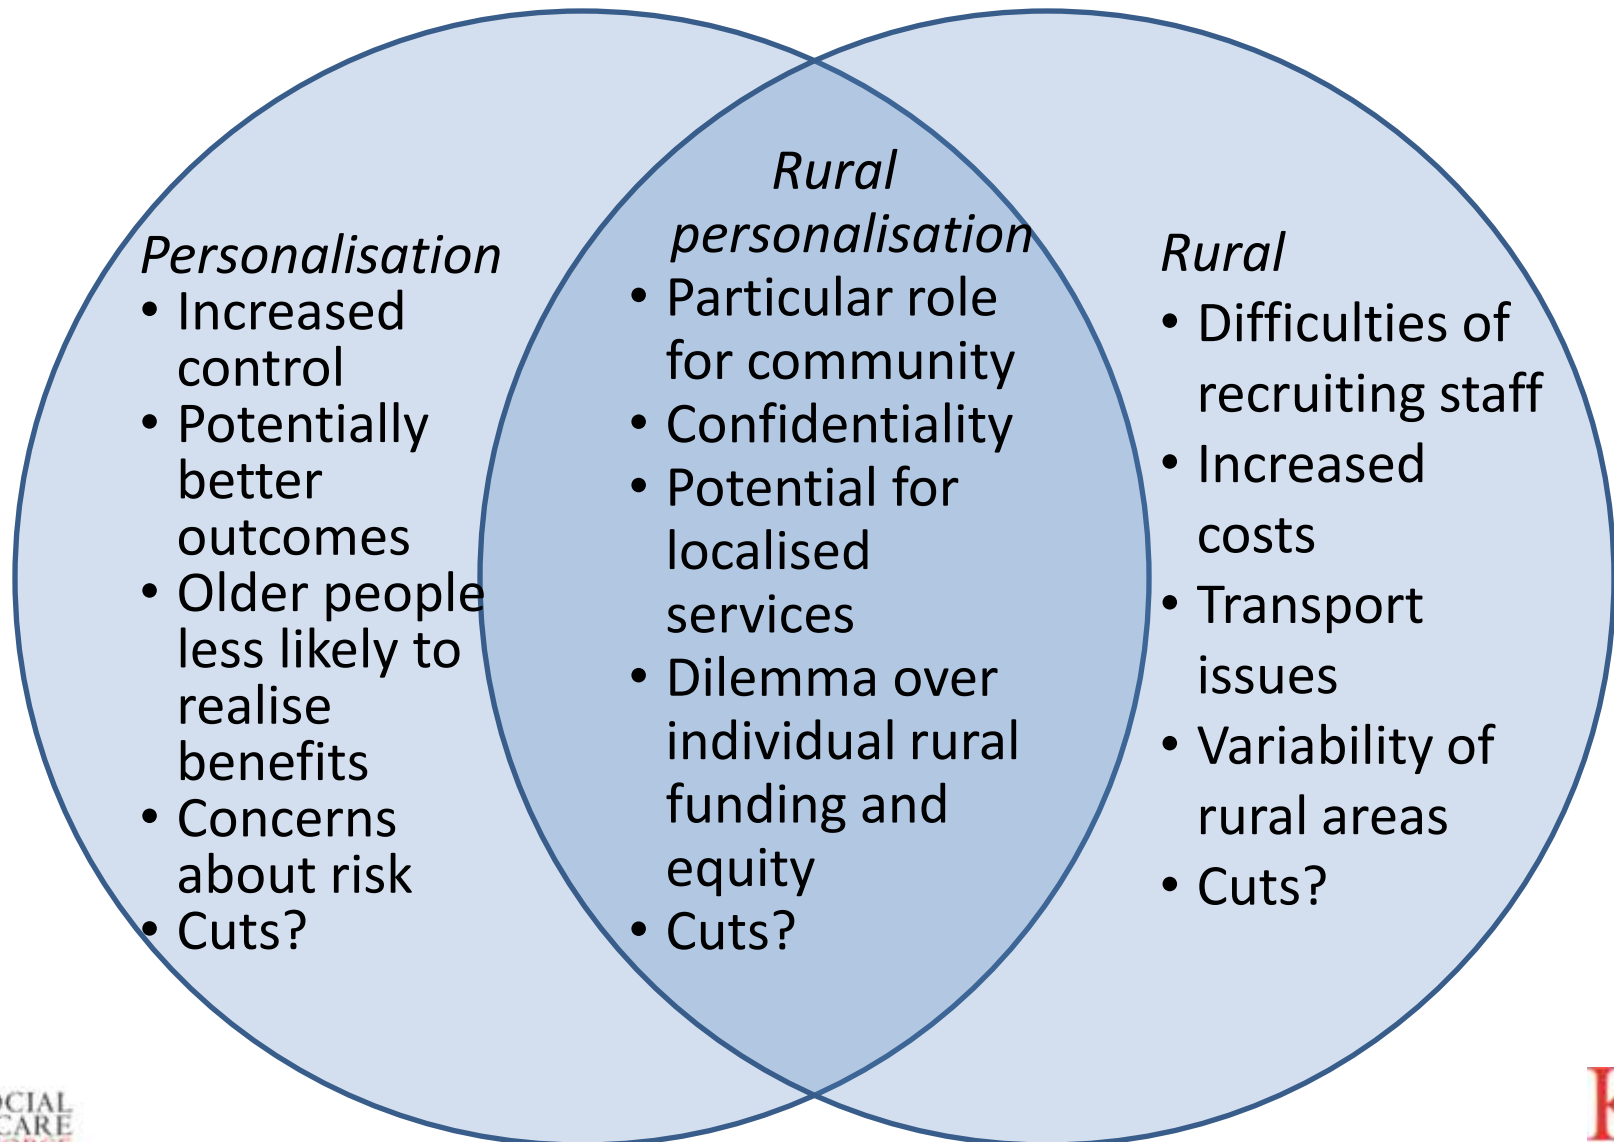 Personalisation
• Increased
control
• Potentially
better
outcomes
• Older people
less likely to
realise
benefits
• Concerns
about risk
• Cuts?
Rural
personalisation
• Particular role
for community
• Confidentiality
• Potential for
localised
services
• Dilemma over
individual rural
funding and
equity
• Cuts?
Rural
• Difficulties of
recruiting staff
• Increased
costs
• Transport
issues
• Variability of
rural areas
• Cuts?
OCIAL
CARE
K